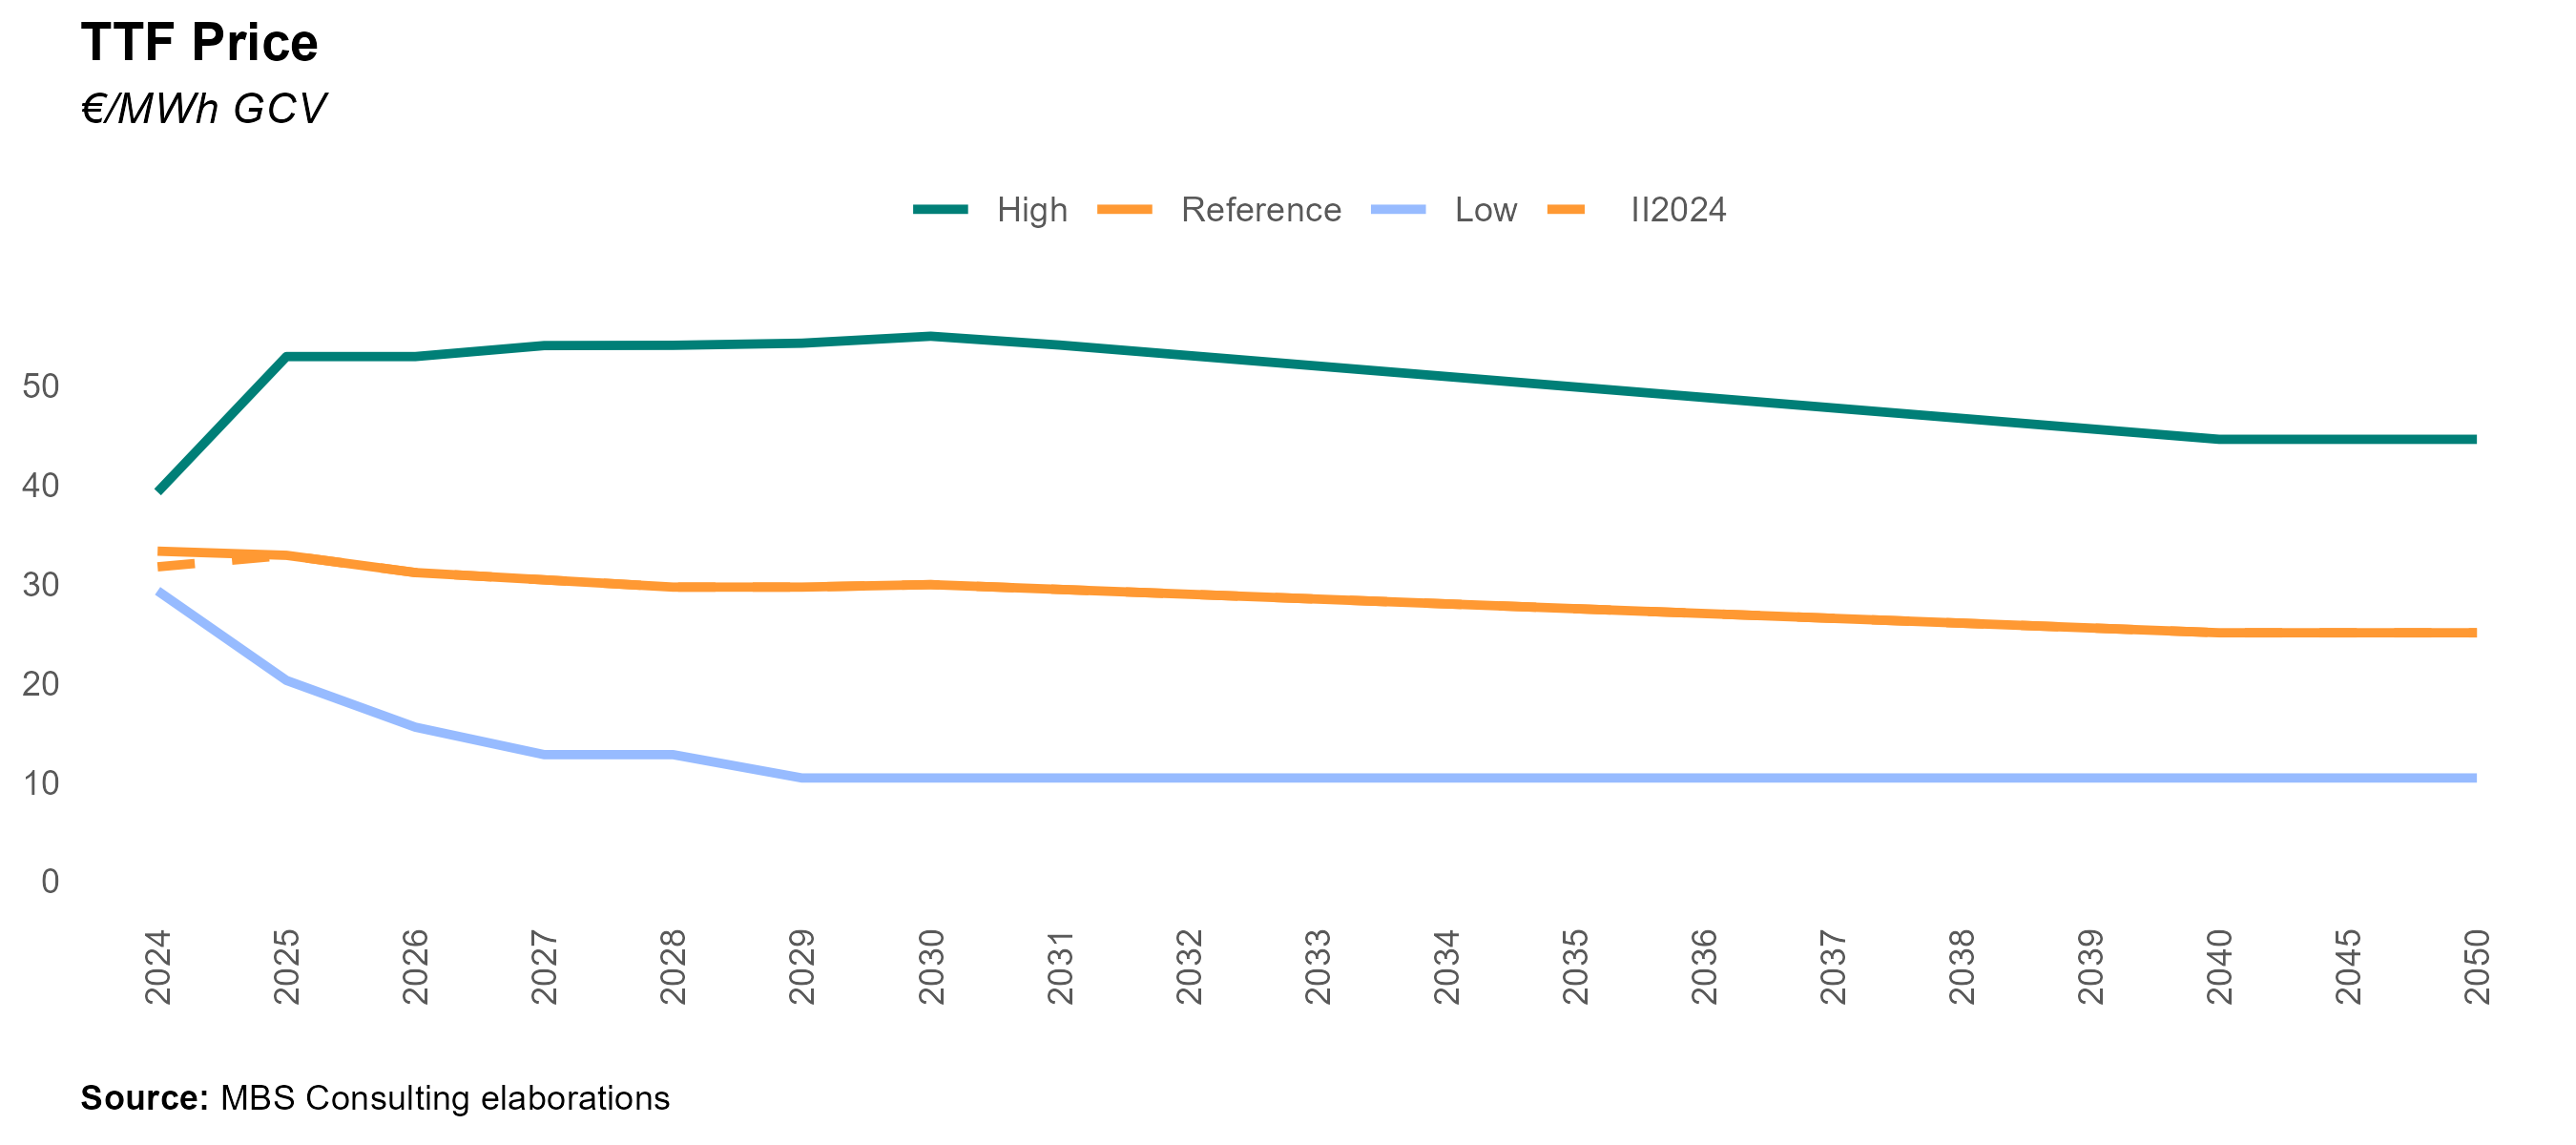 TTF Price
€/MWh GCV
High Reference Low II2024
50
40
30
20
10
0
2024 2025 2026 2027 2028 2029 2030 2031 2032 2033 2034 2035 2036 2037 2038 2039 2040 2045 2050
Source: MBS Consulting elaborations